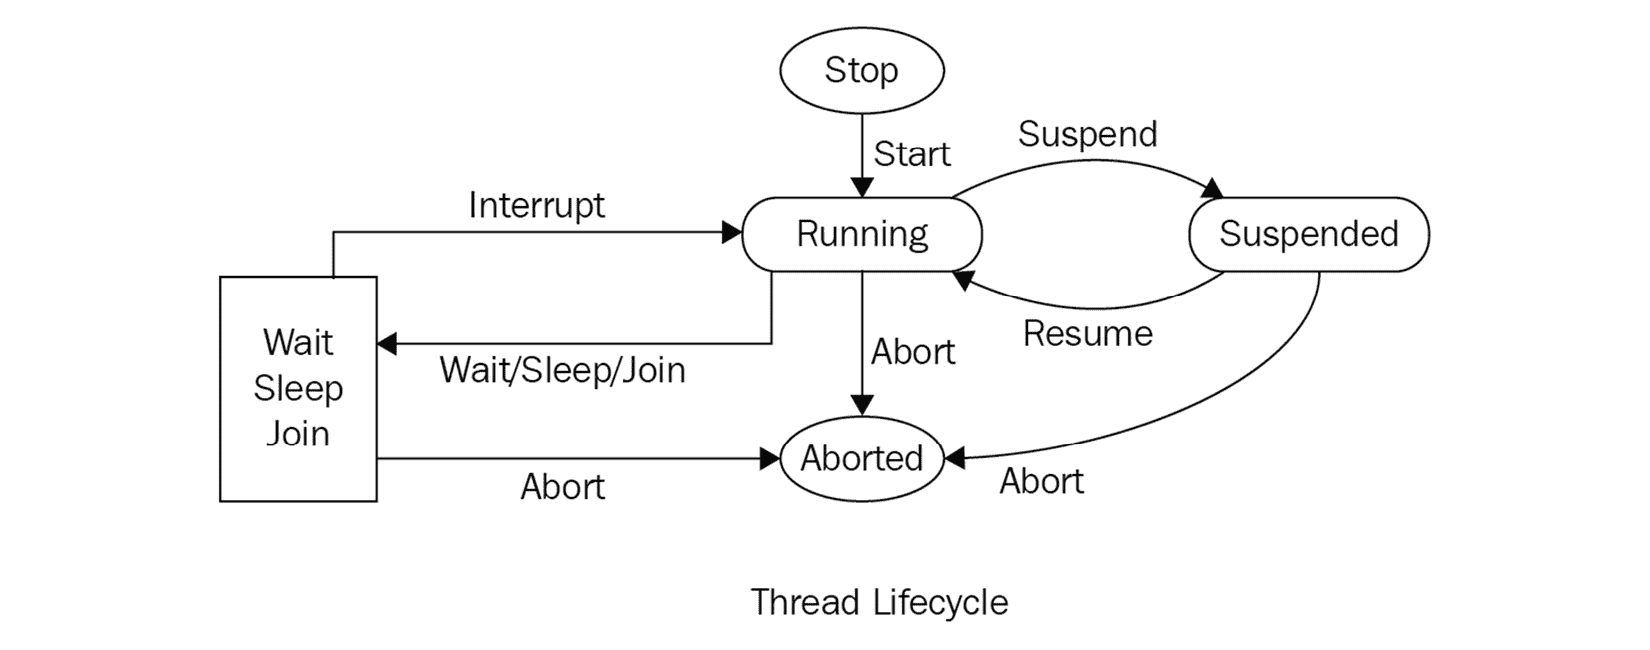 Stop
Start
Suspend
Interrupt
Running
Suspended
Wait
Sleep
Join
Wait/Sleep/Join
Abort
Resume
Aborted
Abort
Abort
Thread Lifecycle